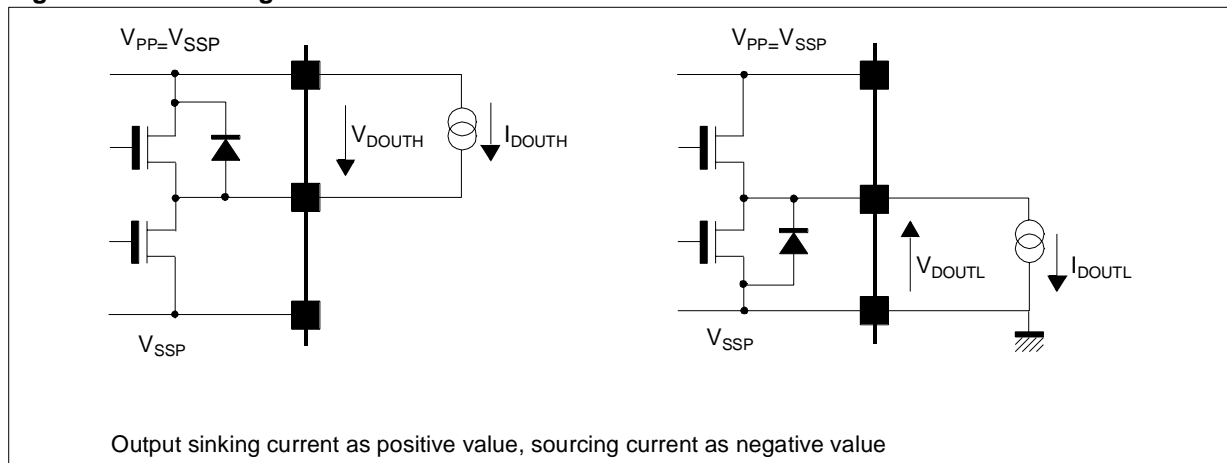 V_PP=V_SSP
V_DOUTH
I_DOUTH
V_SSP
V_PP=V_SSP
V_DOUTL
I_DOUTL
V_SSP
Output sinking current as positive value, sourcing current as negative value